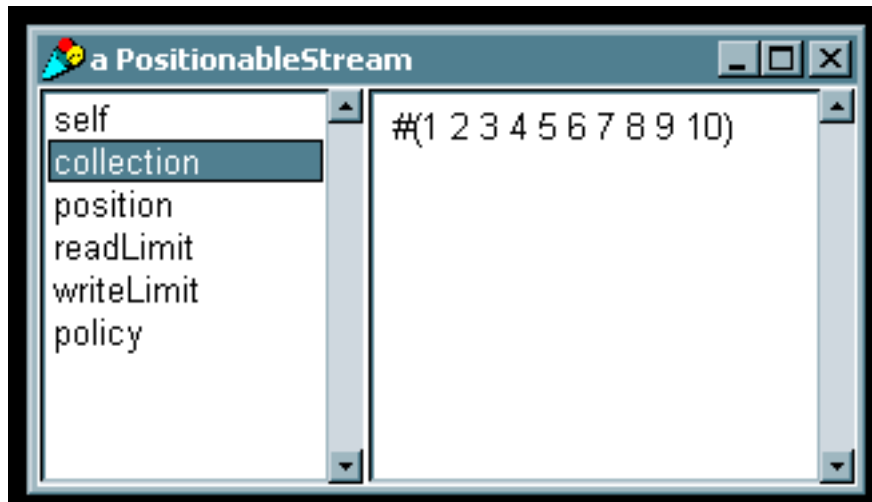 a PositionableStream
self
collection
position
readLimit
writeLimit
policy
#(1 2 3 4 5 6 7 8 9 10)